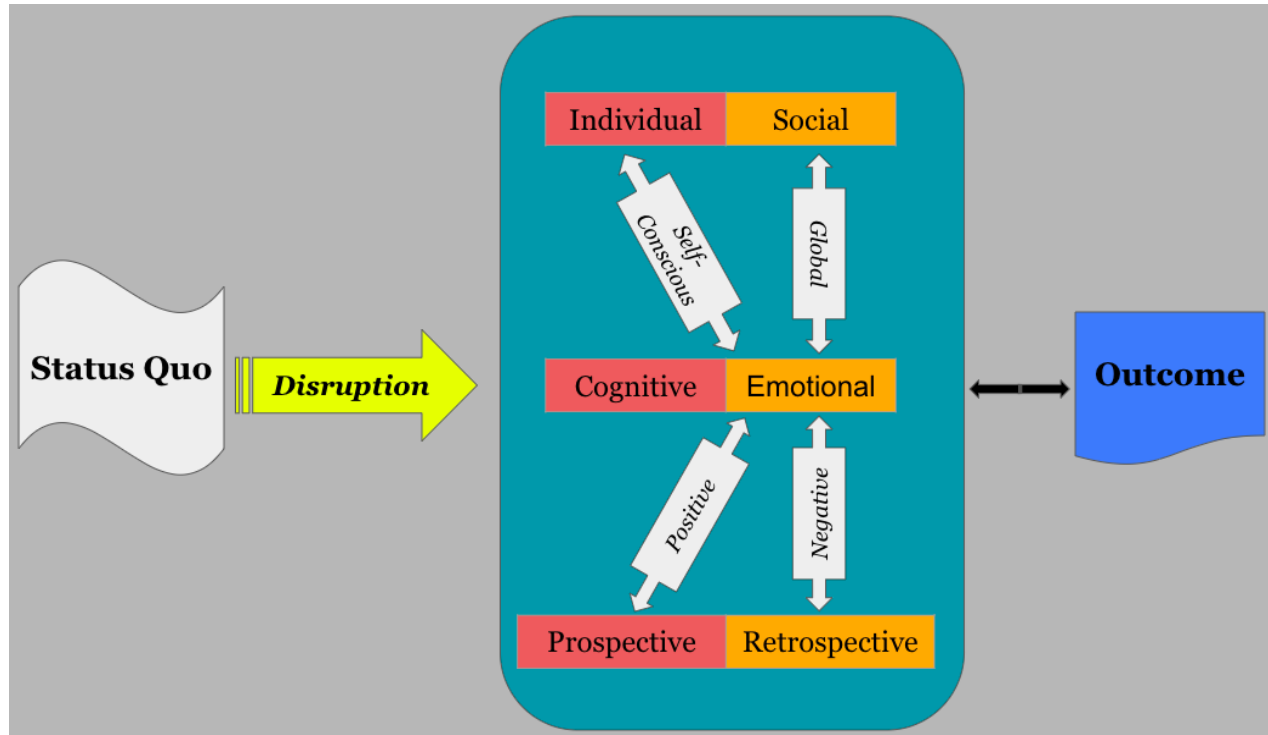 Individual Social
Self-
Conscious
Global
Status Quo
Disruption
Cognitive Emotional
Outcome
Positive
Negative
Prospective Retrospective